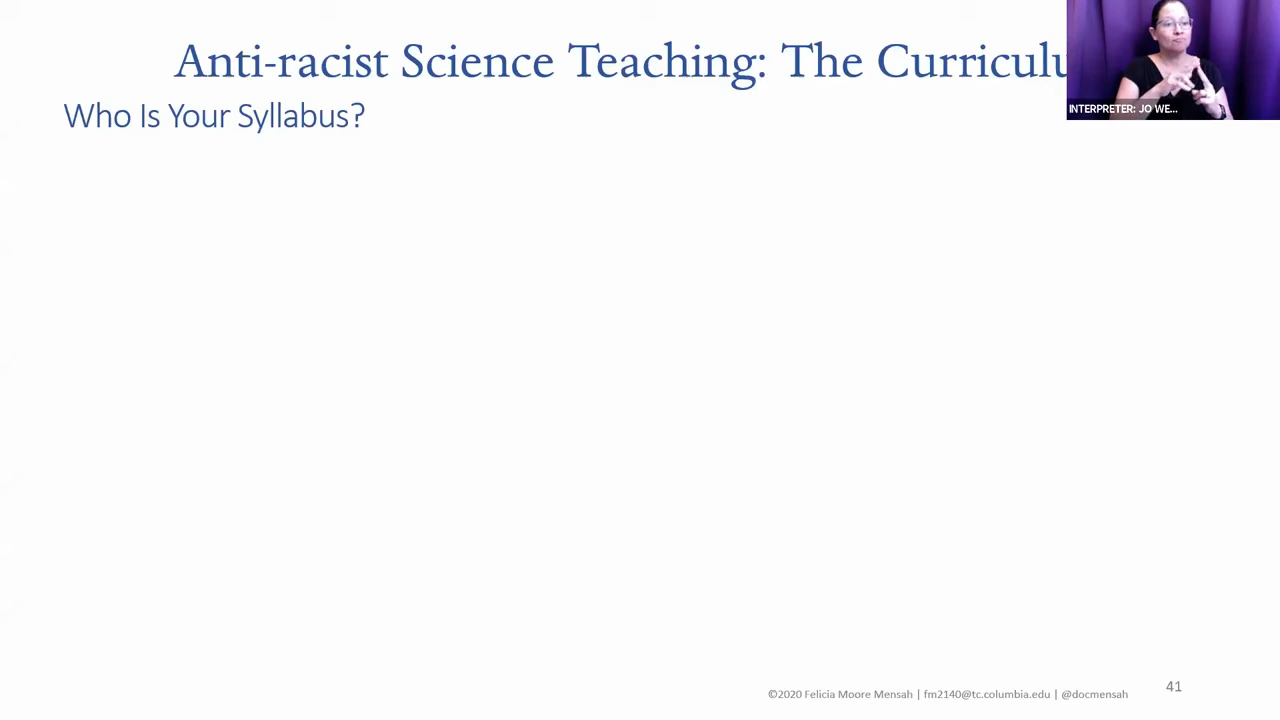 Anti-racist Science Teaching: The Curriculu
INTERPRETER: JO WE...
Who Is Your Syllabus?
©2020 Felicia Moore Mensah | fm2140@tc.columbia.edu | @docmensah
41